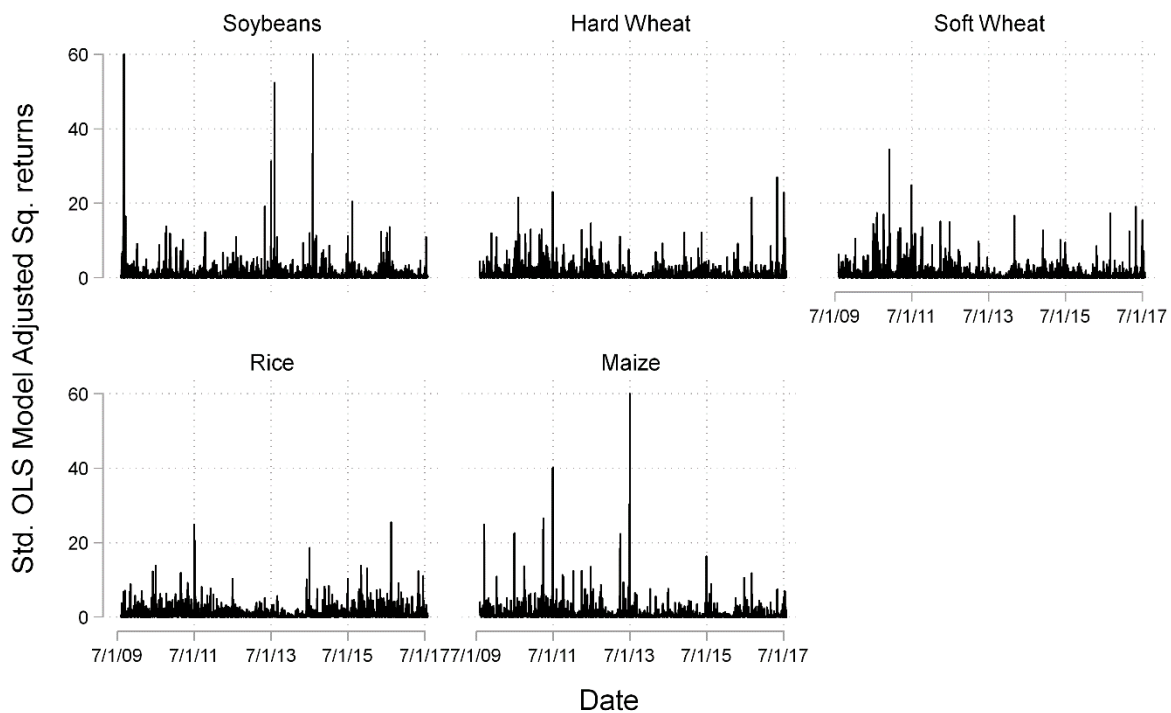 Soybeans
Hard Wheat
Soft Wheat
Std. OLS Model Adjusted Sq. returns
60
40
20
0
7/1/09 7/1/11 7/1/13 7/1/15 7/1/17
Rice
Maize
60
40
20
0
7/1/09 7/1/11 7/1/13 7/1/15 7/1/17
7/1/09 7/1/11 7/1/13 7/1/15 7/1/17
Date